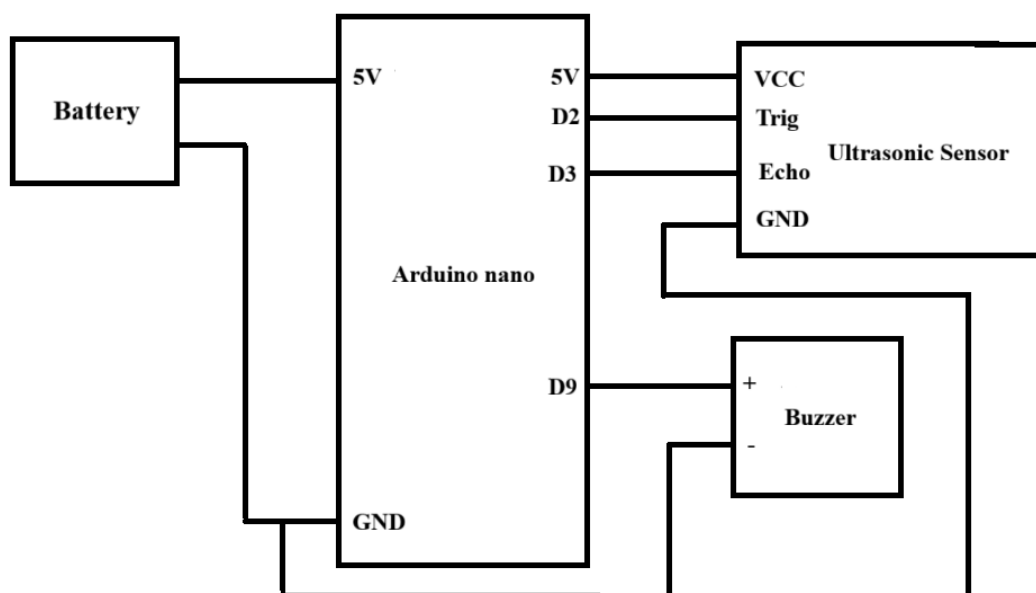 Battery
5V
5V
D2
D3
Arduino nano
D9
GND
VCC
Trig
Echo
GND
Ultrasonic Sensor
+
-
Buzzer